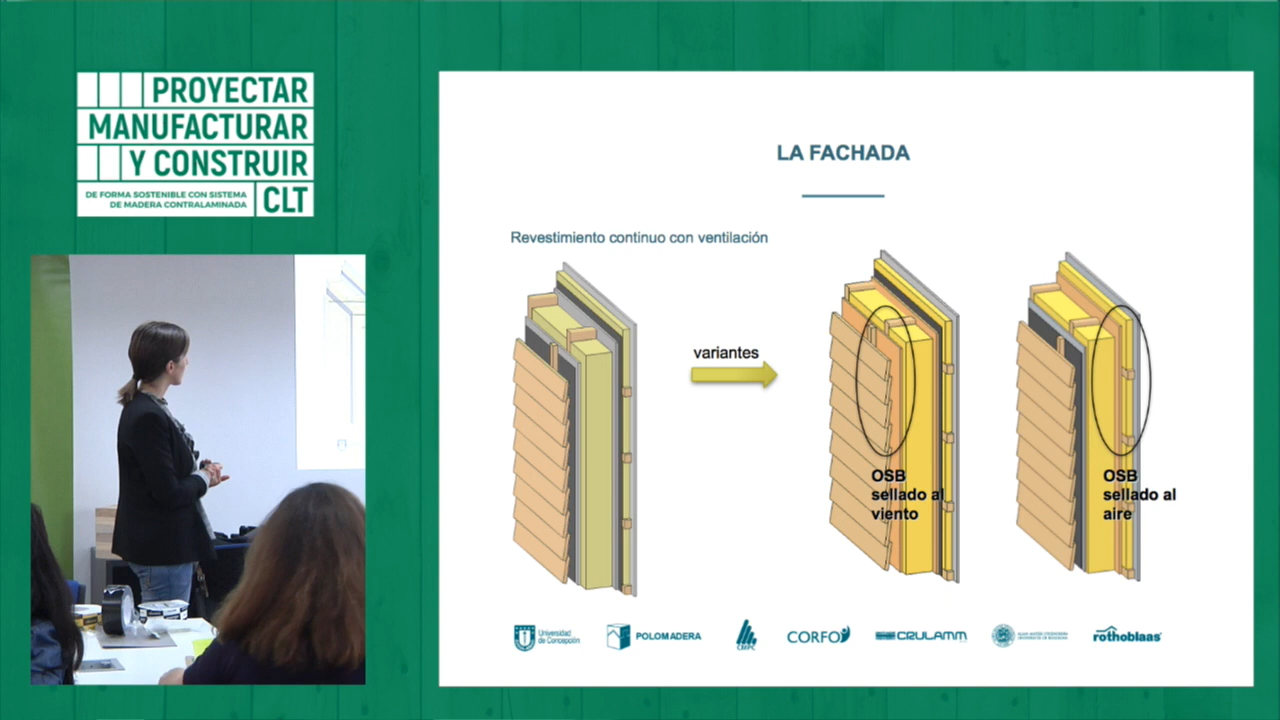 PROYECTAR
MANUFACTURAR
Y CONSTRUIR
DE FORMA SOSTENIBLE CON SISTEMA
DE MADERA CONTRALAMINADA
CLT
LA FACHADA
Revestimiento continuo con ventilación
variantes
OSB
sellado al
viento
OSB
sellado al
aire
Universidad
de Concepción
POLOMADERA
CMPC
CORFO
CRULAMM
rothoblaas